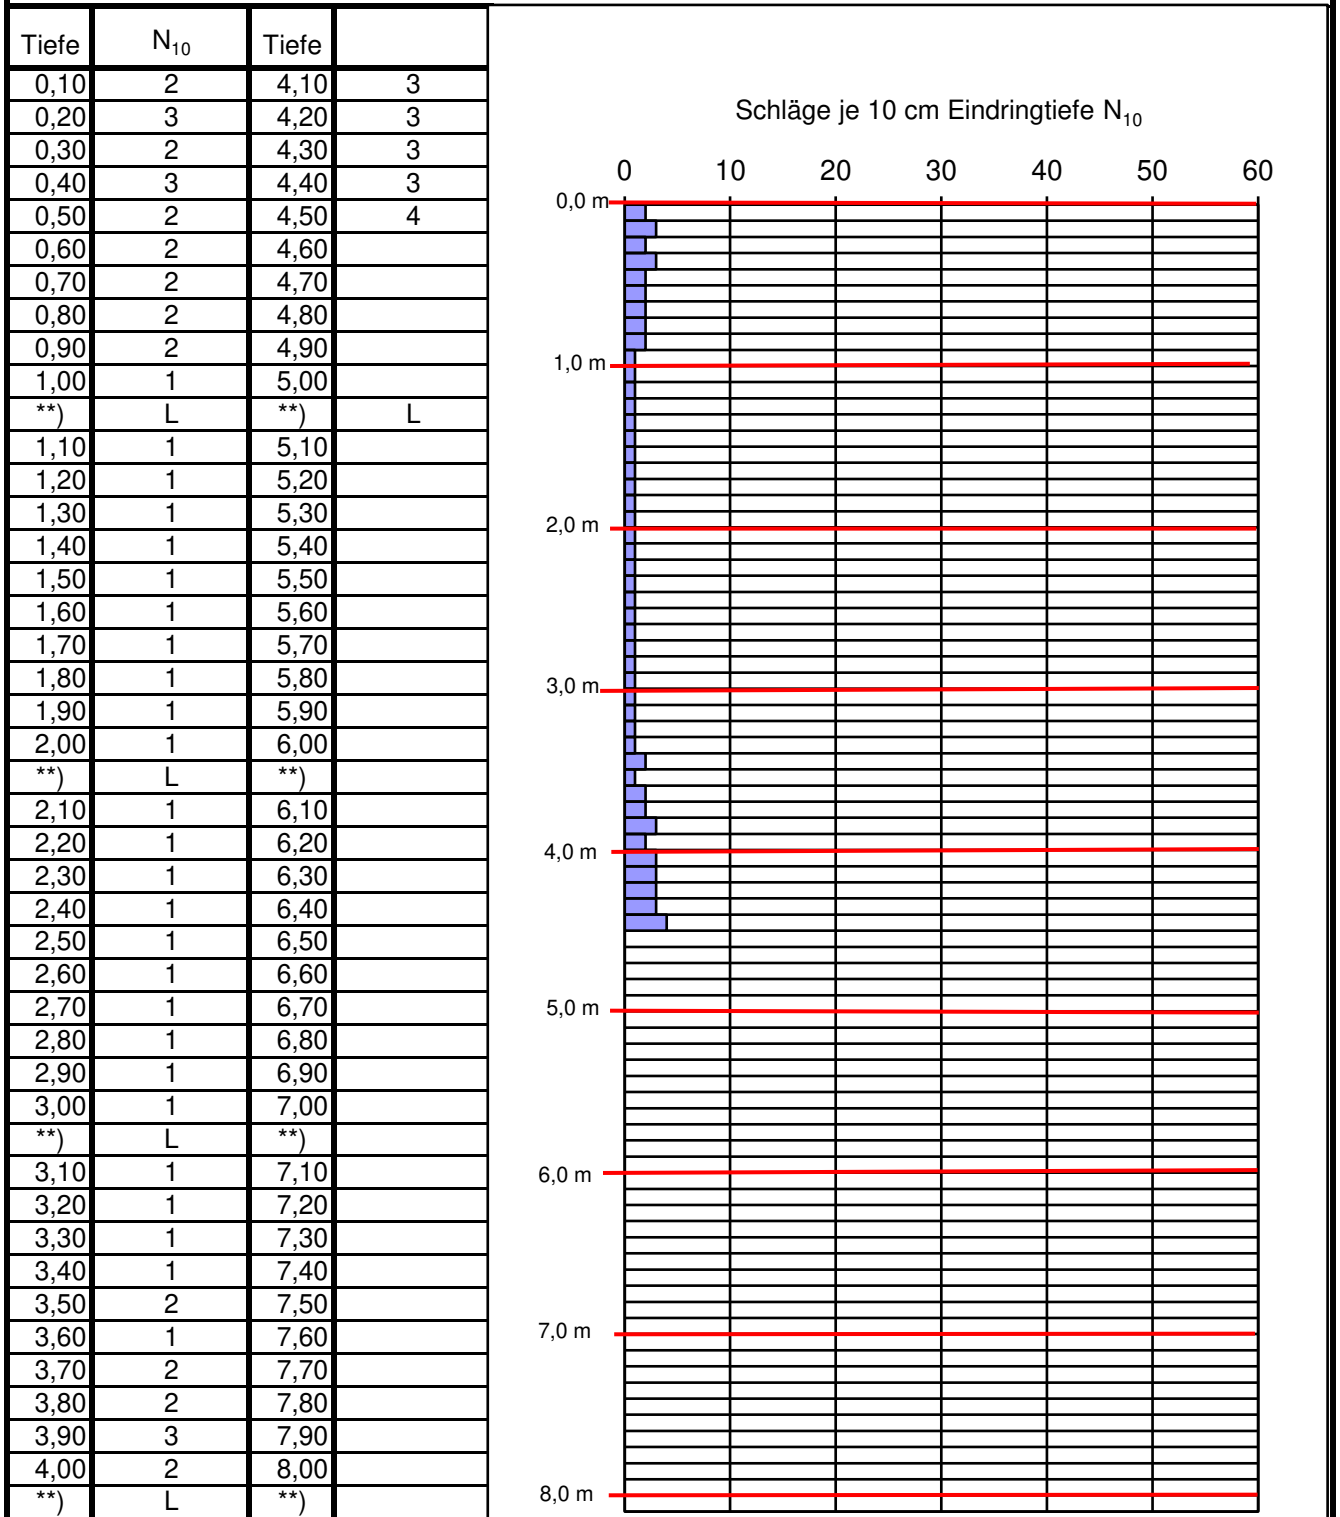 Tiefe N₁₀ Tiefe
0,10 2 4,10 3
0,20 3 4,20 3
0,30 2 4,30 3
0,40 3 4,40 3
0,50 2 4,50 4
0,60 2 4,60
0,70 2 4,70
0,80 2 4,80
0,90 2 4,90
1,00 1 5,00
**) L **) L
1,10 1 5,10
1,20 1 5,20
1,30 1 5,30
1,40 1 5,40
1,50 1 5,50
1,60 1 5,60
1,70 1 5,70
1,80 1 5,80
1,90 1 5,90
2,00 1 6,00
**) L **)
2,10 1 6,10
2,20 1 6,20
2,30 1 6,30
2,40 1 6,40
2,50 1 6,50
2,60 1 6,60
2,70 1 6,70
2,80 1 6,80
2,90 1 6,90
3,00 1 7,00
**) L **)
3,10 1 7,10
3,20 1 7,20
3,30 1 7,30
3,40 1 7,40
3,50 2 7,50
3,60 1 7,60
3,70 2 7,70
3,80 2 7,80
3,90 3 7,90
4,00 2 8,00
**) L **)
Schläge je 10 cm Eindringtiefe N₁₀
0 10 20 30 40 50 60
0,0 m
1,0 m
2,0 m
3,0 m
4,0 m
5,0 m
6,0 m
7,0 m
8,0 m